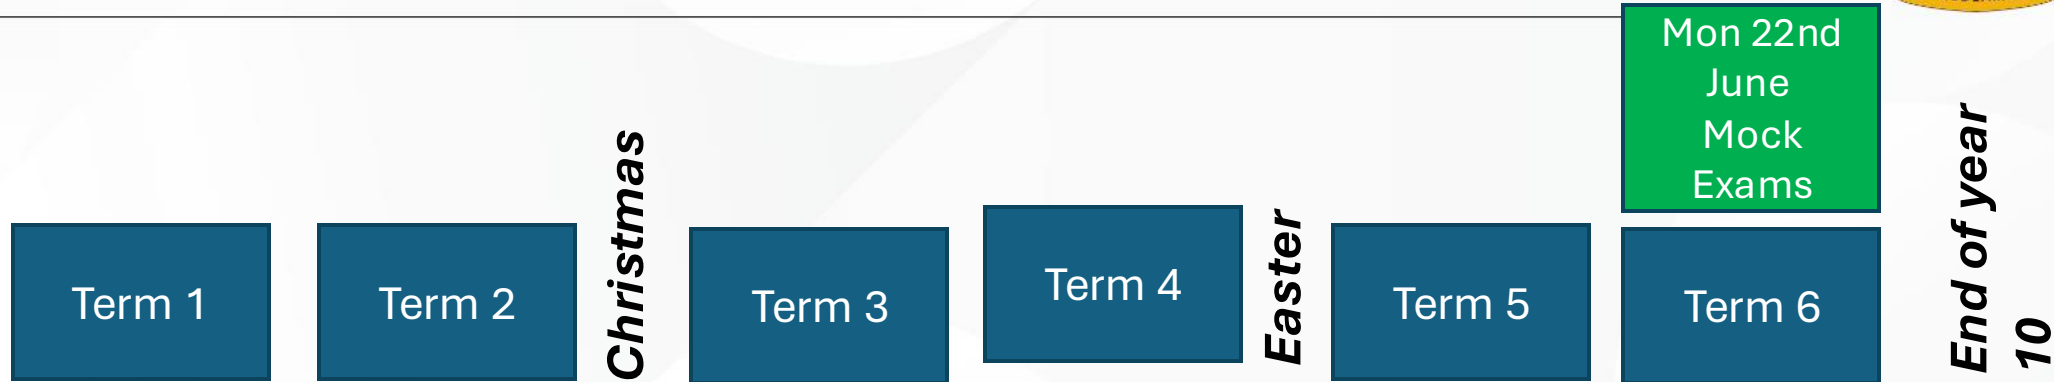 Mon 22nd
June
Mock
Exams
Term 1
Term 2
Christmas
Term 3
Term 4
Easter
Term 5
Term 6
End of year
10